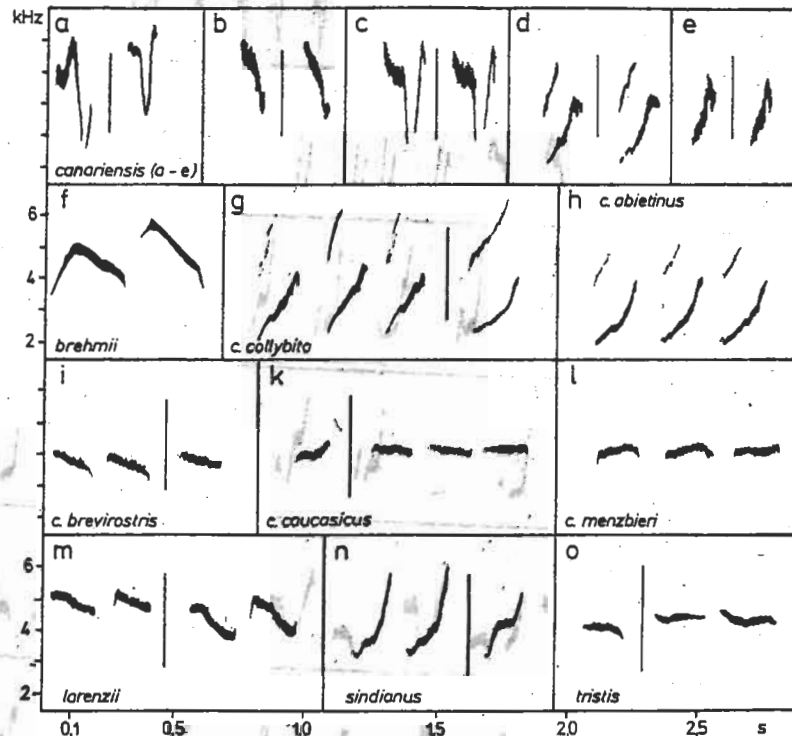 kHz
a b c d e
canariensis (a-e)
f g h c. abietinus
6
4
2
brehmii c. collybita
i k l
c. brevirostris c. caucasicus c. menzbieri
m n o
6
4
2
lorenzii sindianus tristis
0,1 0,5 1,0 1,5 2,0 2,5 s